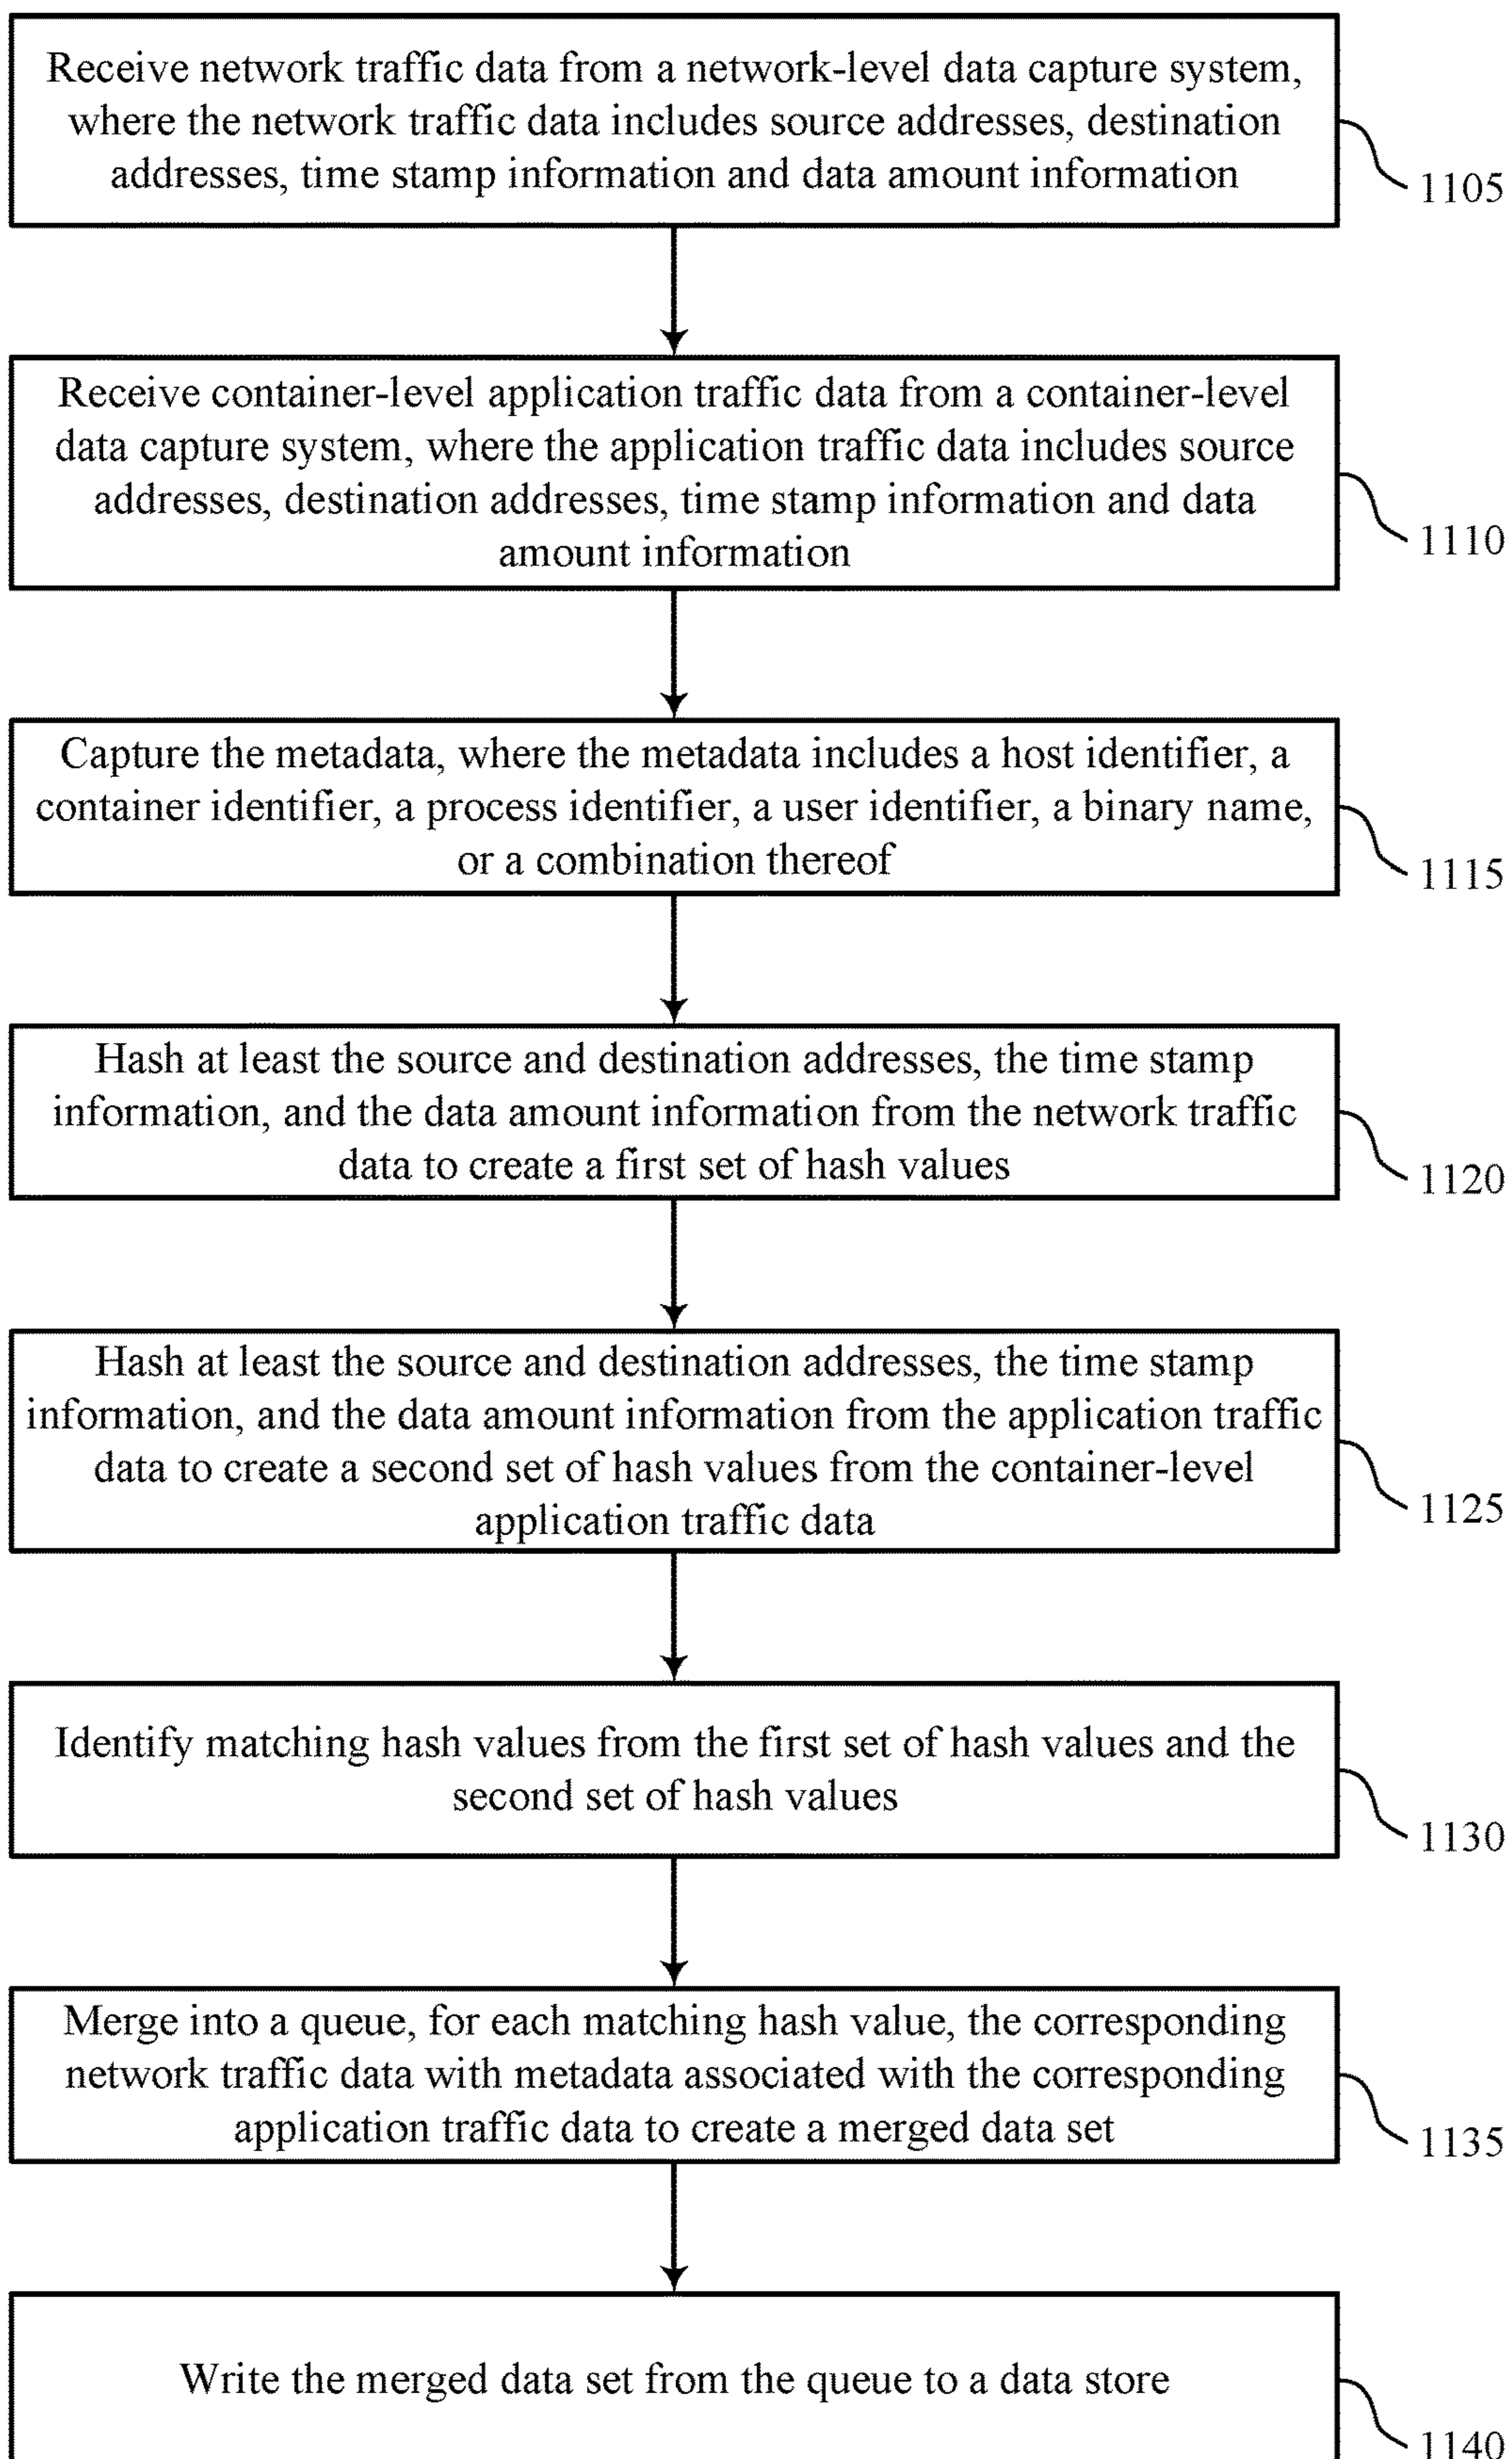 Receive network traffic data from a network-level data capture system,
where the network traffic data includes source addresses, destination
addresses, time stamp information and data amount information
1105
Receive container-level application traffic data from a container-level
data capture system, where the application traffic data includes source
addresses, destination addresses, time stamp information and data
amount information
1110
Capture the metadata, where the metadata includes a host identifier, a
container identifier, a process identifier, a user identifier, a binary name,
or a combination thereof
1115
Hash at least the source and destination addresses, the time stamp
information, and the data amount information from the network traffic
data to create a first set of hash values
1120
Hash at least the source and destination addresses, the time stamp
information, and the data amount information from the application traffic
data to create a second set of hash values from the container-level
application traffic data
1125
Identify matching hash values from the first set of hash values and the
second set of hash values
1130
Merge into a queue, for each matching hash value, the corresponding
network traffic data with metadata associated with the corresponding
application traffic data to create a merged data set
1135
Write the merged data set from the queue to a data store
1140